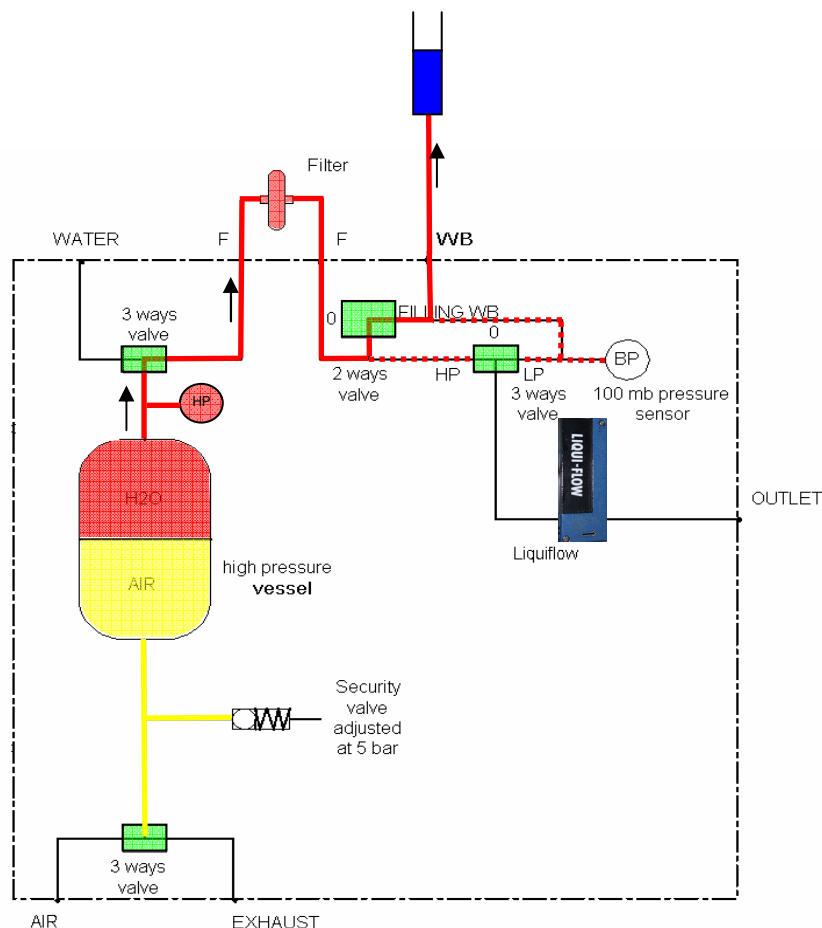 Filter
WATER
F
F
WB
3 ways
valve
0
FILLING WB
0
2 ways
valve
HP
LP
3 ways
valve
BP
100 mb pressure
sensor
HP
LIQUI-FLOW
H2O
OUTLET
Liquiflow
AIR
high pressure
vessel
Security
valve
adjusted
at 5 bar
3 ways
valve
AIR
EXHAUST